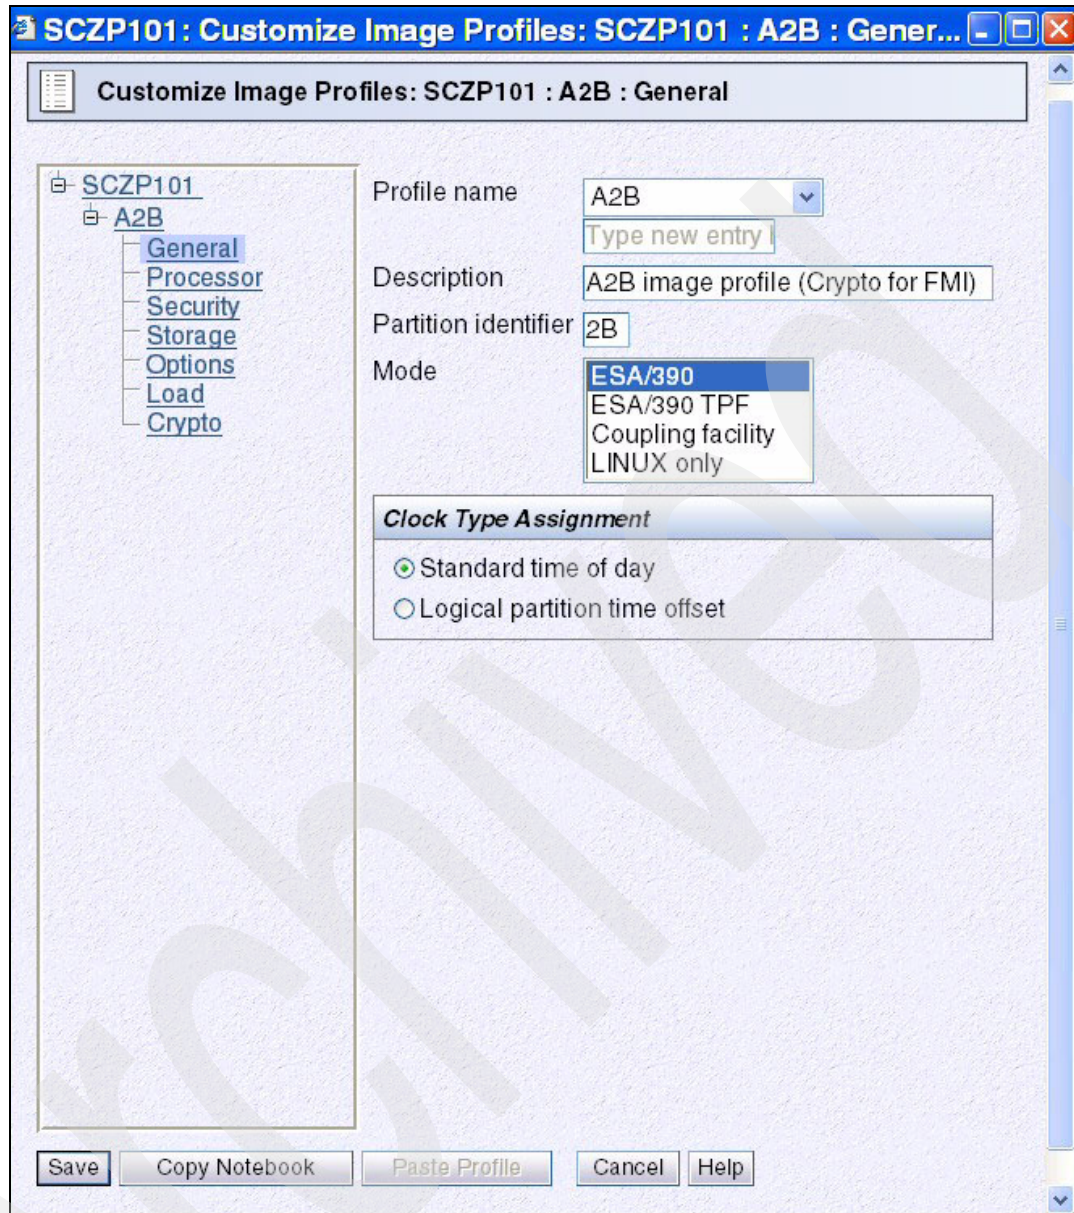 SCZP101: Customize Image Profiles: SCZP101 : A2B : Gener...
Customize Image Profiles: SCZP101 : A2B : General
SCZP101
A2B
General
Processor
Security
Storage
Options
Load
Crypto
Profile name
A2B
Type new entry
Description
A2B image profile (Crypto for FMI)
Partition identifier
2B
Mode
ESA/390
ESA/390 TPF
Coupling facility
LINUX only
Clock Type Assignment
Standard time of day
Logical partition time offset
Save
Copy Notebook
Paste Profile
Cancel
Help
rchived